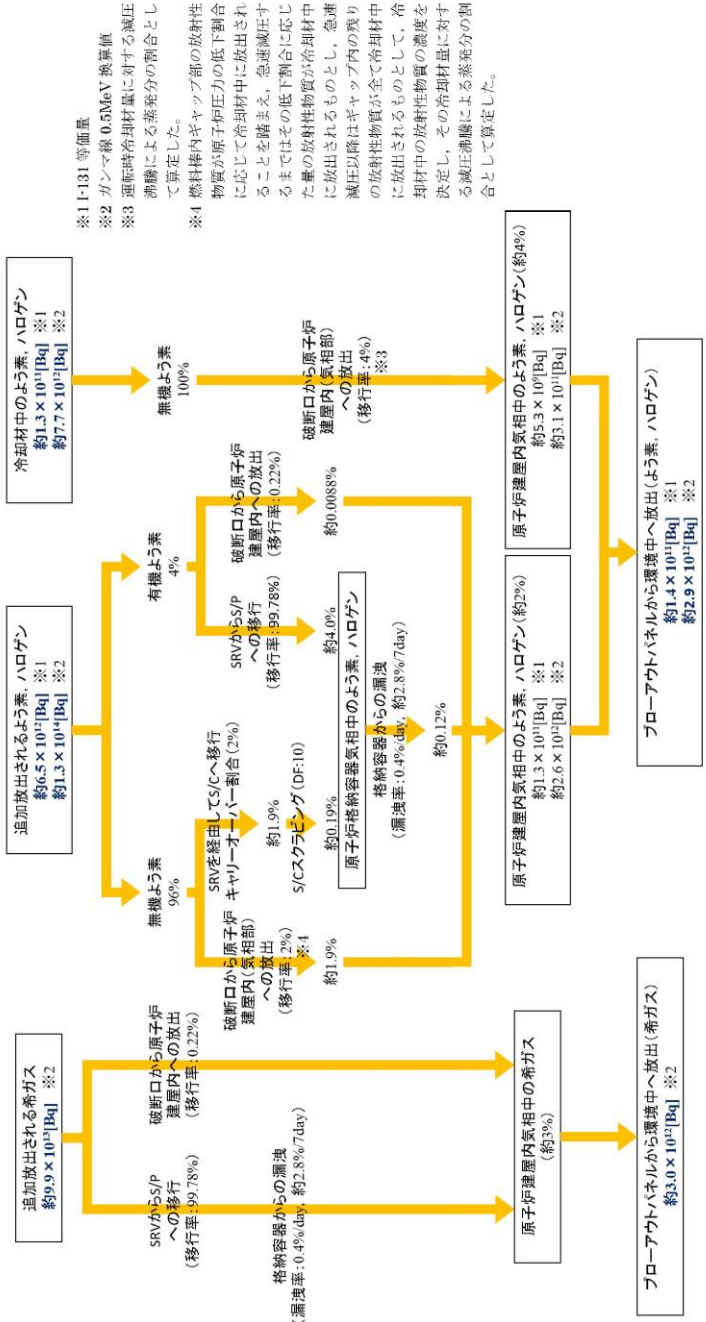 追加放出される希ガス
約9.9×10¹³[Bq] ※2
SRVからS/P
への移行
(移行率:99.78%)
破断口から原子炉
建屋内への放出
(移行率:0.22%)
格納容器からの漏洩
(漏洩率:0.4%/day, 約2.8%/7day)
原子炉建屋内気相中の希ガス
(約3%)
ブローアウトパネルから環境中へ放出(希ガス)
約3.0×10¹²[Bq] ※2
追加放出されるよう素, ハロゲン
約6.5×10¹²[Bq] ※1
約1.3×10¹⁴[Bq] ※2
無機よう素
96%
有機よう素
4%
破断口から原子炉
建屋内(気相部)
への放出
(移行率:2%)
※4
約1.9%
SRVを経由してS/Cへ移行
キャリーオーバー割合(2%)
約1.9%
S/Cスクラビング(DF:10)
約0.19%
SRVからS/P
への移行
(移行率:99.78%)
約4.0%
破断口から原子炉
建屋内への放出
(移行率:0.22%)
約0.0088%
原子炉格納容器気相中のよう素, ハロゲン
格納容器からの漏洩
(漏洩率:0.4%/day, 約2.8%/7day)
約0.12%
原子炉建屋内気相中のよう素, ハロゲン(約2%)
約1.3×10¹¹[Bq] ※1
約2.6×10¹²[Bq] ※2
冷却材中のよう素, ハロゲン
約1.3×10¹¹[Bq] ※1
約7.7×10¹²[Bq] ※2
無機よう素
100%
破断口から原子炉
建屋内(気相部)
への放出
(移行率:4%)
※3
原子炉建屋内気相中のよう素, ハロゲン(約4%)
約5.3×10⁹[Bq] ※1
約3.1×10¹¹[Bq] ※2
ブローアウトパネルから環境中へ放出(よう素, ハロゲン)
約1.4×10¹¹[Bq] ※1
約2.9×10¹²[Bq] ※2
※1 I-131 等価量
※2 ガンマ線 0.5MeV 換算値
※3 運転時冷却材量に対する減圧
沸騰による蒸発分の割合とし
て算定した。
※4 燃料棒内ギャップ部の放射性
物質が原子炉圧力の低下割合
に応じて冷却材中に放出され
ることを踏まえ，急速減圧す
るまではその低下割合に応じ
た量の放射性物質が冷却材中
に放出されるものとし，急速
減圧以降はギャップ内の残り
の放射性物質が全て冷却材中
に放出されるものとして，冷
却材中の放射性物質の濃度を
決定し，その冷却材量に対す
る減圧沸騰による蒸発分の割
合として算定した。